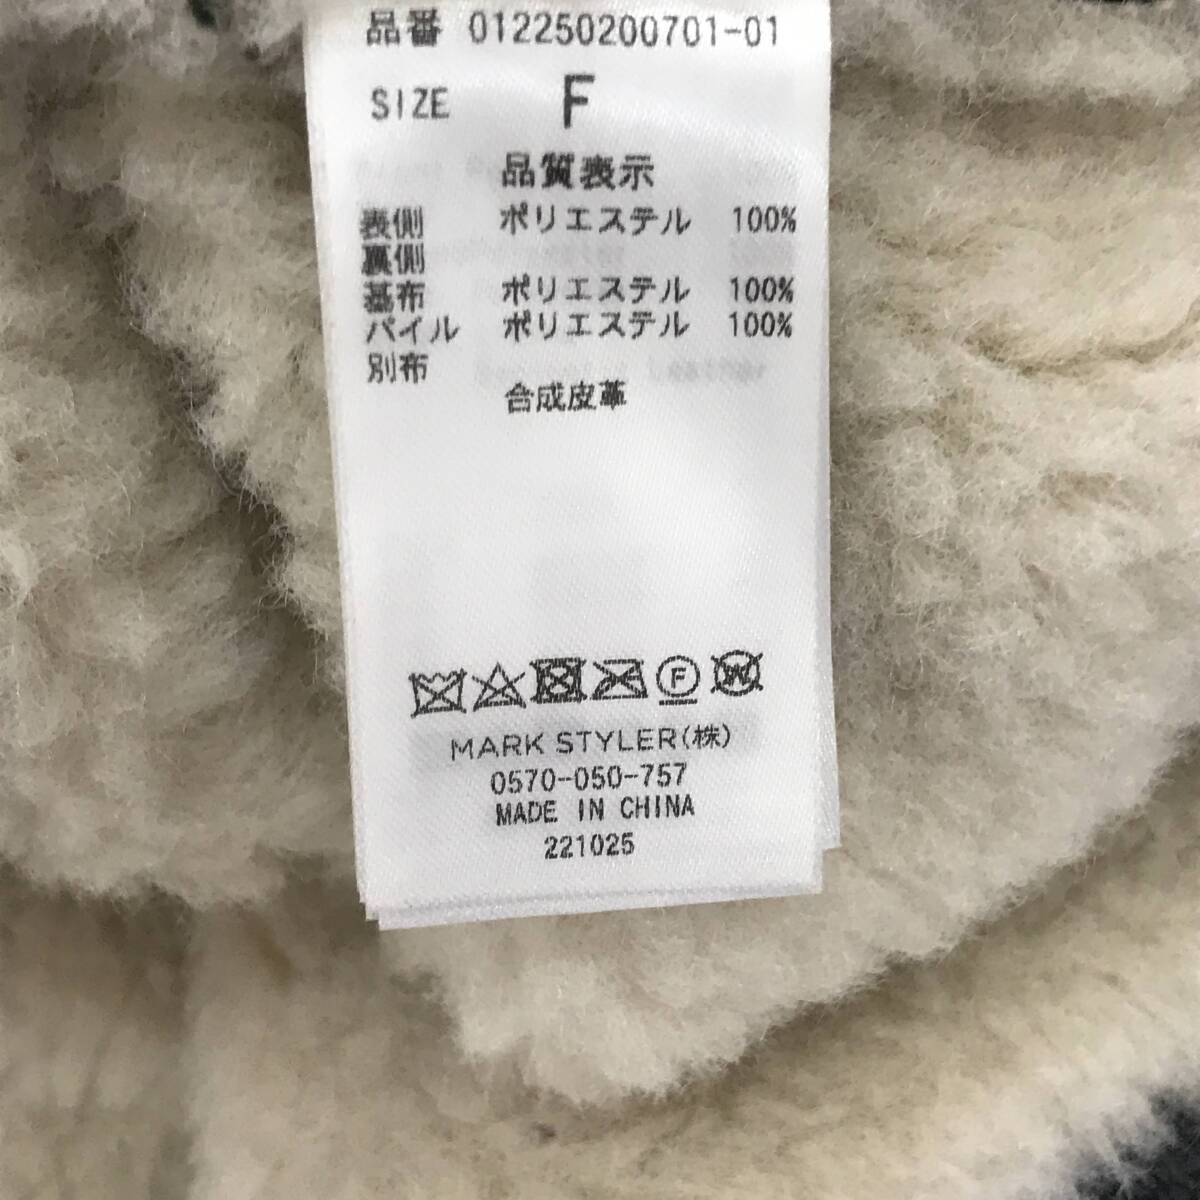 品番 012250200701-01
SIZE F
品質表示
表側 ポリエステル 100%
裏側
基布 ポリエステル 100%
パイル ポリエステル 100%
別布
合成皮革
F W
MARK STYLER(株)
0570-050-757
MADE IN CHINA
221025